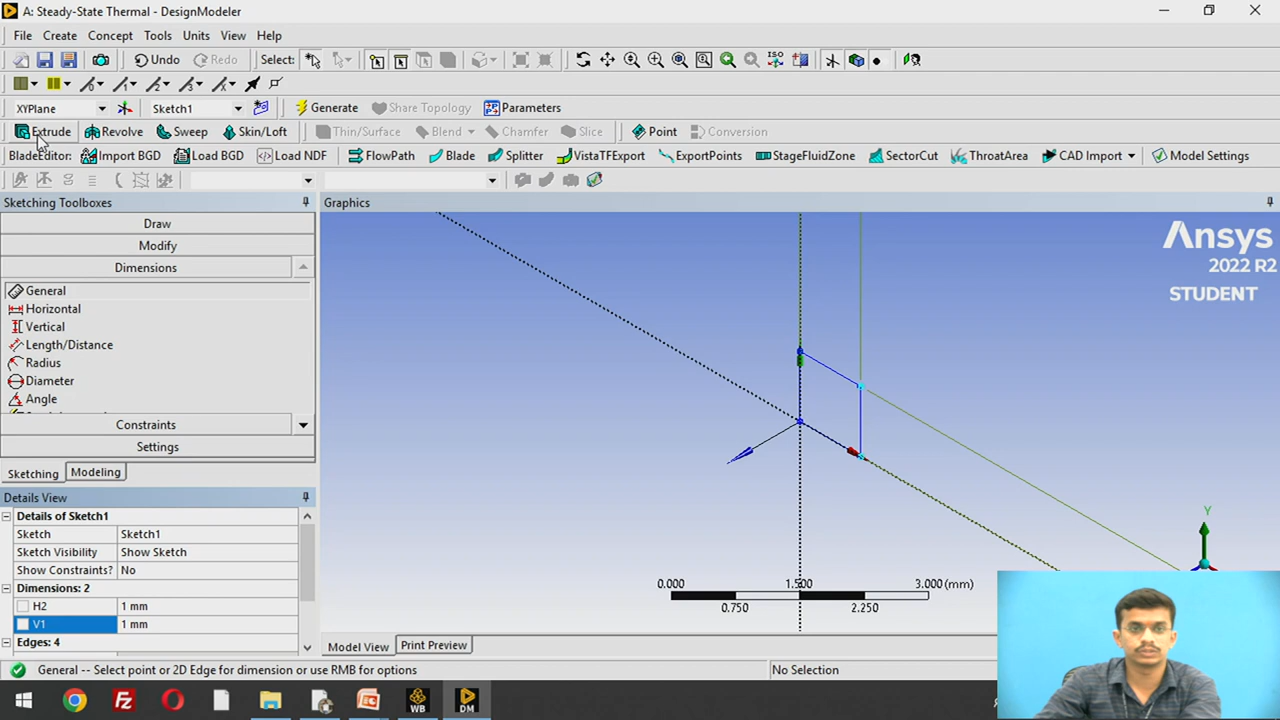 A: Steady-State Thermal - DesignModeler
File Create Concept Tools Units View Help
Undo Redo Select:
XYPlane Sketch1 Generate Share Topology Parameters
Extrude Revolve Sweep Skin/Loft Thin/Surface Blend Chamfer Slice Point Conversion
BladeEditor: Import BGD Load BGD Load NDF FlowPath Blade Splitter VistaTFExport ExportPoints StageFluidZone SectorCut ThroatArea CAD Import Model Settings
Sketching Toolboxes
Draw
Modify
Dimensions
General
Horizontal
Vertical
Length/Distance
Radius
Diameter
Angle
Constraints
Settings
Sketching Modeling
Details View
Details of Sketch1
Sketch Sketch1
Sketch Visibility Show Sketch
Show Constraints? No
Dimensions: 2
H2 1 mm
V1 1 mm
Edges: 4
Graphics
Ansys
2022 R2
STUDENT
Y
0.000 1.500 3.000 (mm)
0.750 2.250
Model View Print Preview
General -- Select point or 2D Edge for dimension or use RMB for options No Selection
WB DM